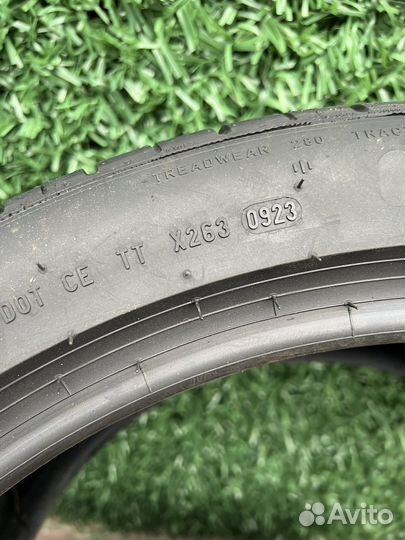 TREADWEAR 280 TRAC
DOT CE TT X263 0923
Avito